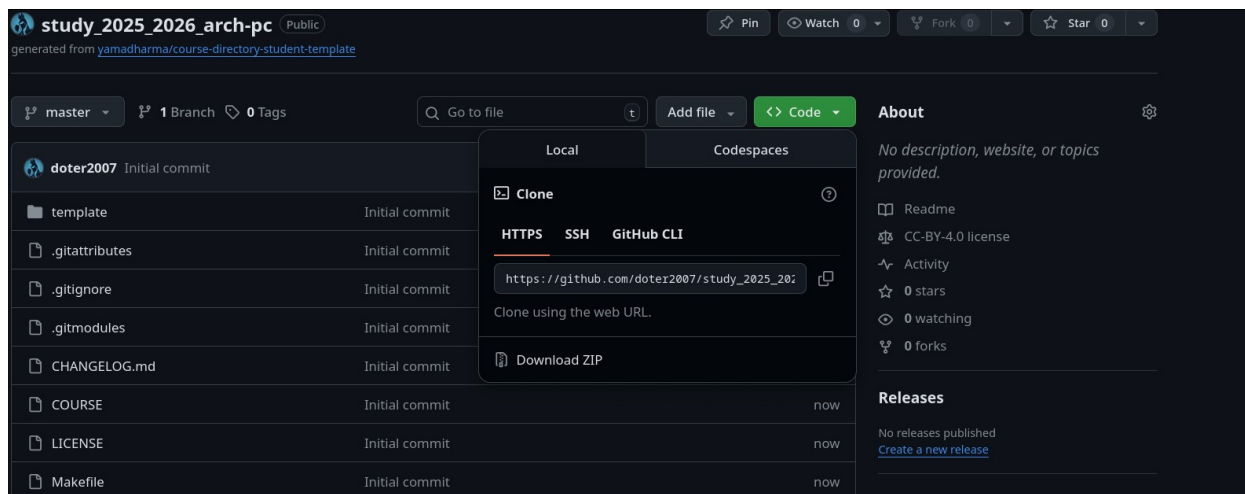 study_2025_2026_arch-pc Public
Pin Watch 0 Fork 0 Star 0
generated from yamadharma/course-directory-student-template
master 1 Branch 0 Tags Go to file t Add file Code
doter2007 Initial commit
template Initial commit
.gitattributes Initial commit
.gitignore Initial commit
.gitmodules Initial commit
CHANGELOG.md Initial commit
COURSE Initial commit now
LICENSE Initial commit now
Makefile Initial commit now
Local Codespaces
Clone
HTTPS SSH GitHub CLI
https://github.com/doter2007/study_2025_202
Clone using the web URL.
Download ZIP
About
No description, website, or topics
provided.
Readme
CC-BY-4.0 license
Activity
0 stars
0 watching
0 forks
Releases
No releases published
Create a new release